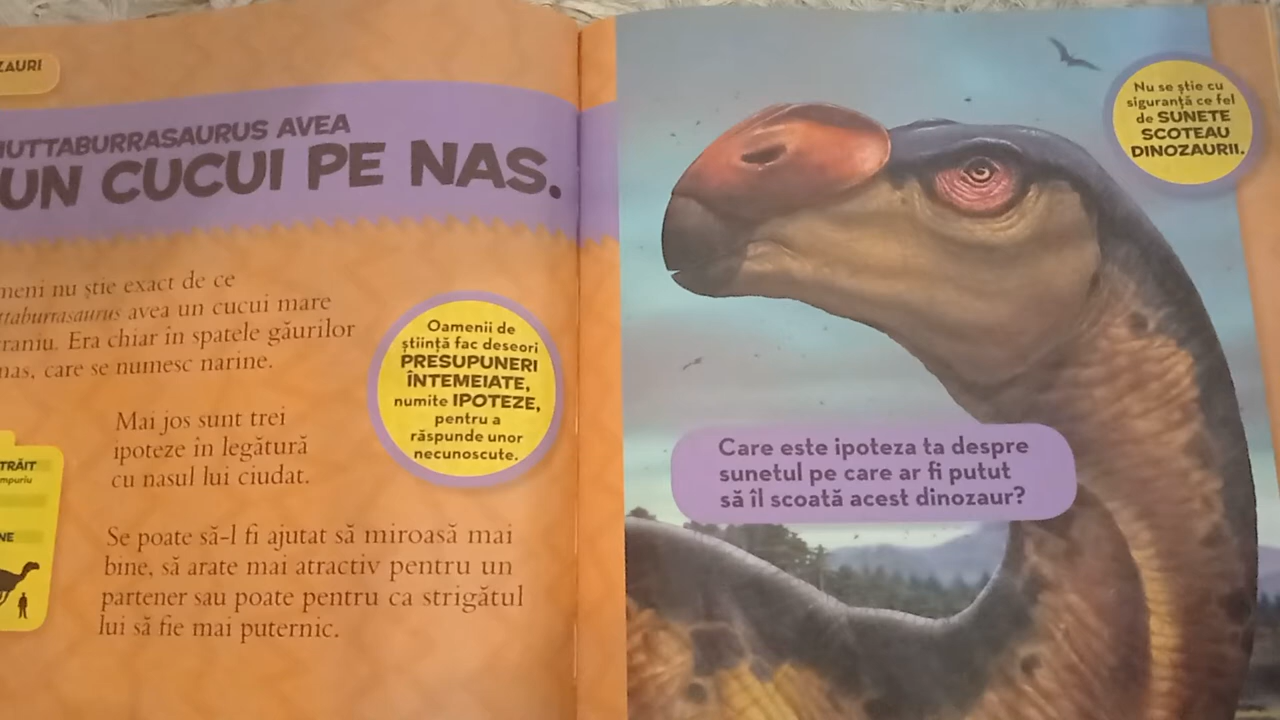 ZAURI
UTTABURRASAURUS AVEA
UN CUCUI PE NAS.
meni nu știe exact de ce
ttaburrasaurus avea un cucui mare
raniu. Era chiar în spatele găurilor
nas, care se numesc narine.
Oamenii de
știință fac deseori
PRESUPUNERI
ÎNTEMEIATE,
numite IPOTEZE,
pentru a
răspunde unor
necunoscute.
Mai jos sunt trei
ipoteze în legătură
cu nasul lui ciudat.
TRĂIT
mpuriu
NE
Se poate să-l fi ajutat să miroasă mai
bine, să arate mai atractiv pentru un
partener sau poate pentru ca strigătul
lui să fie mai puternic.
Nu se știe cu
siguranță ce fel
de SUNETE
SCOTEAU
DINOZAURII.
Care este ipoteza ta despre
sunetul pe care ar fi putut
să îl scoată acest dinozaur?